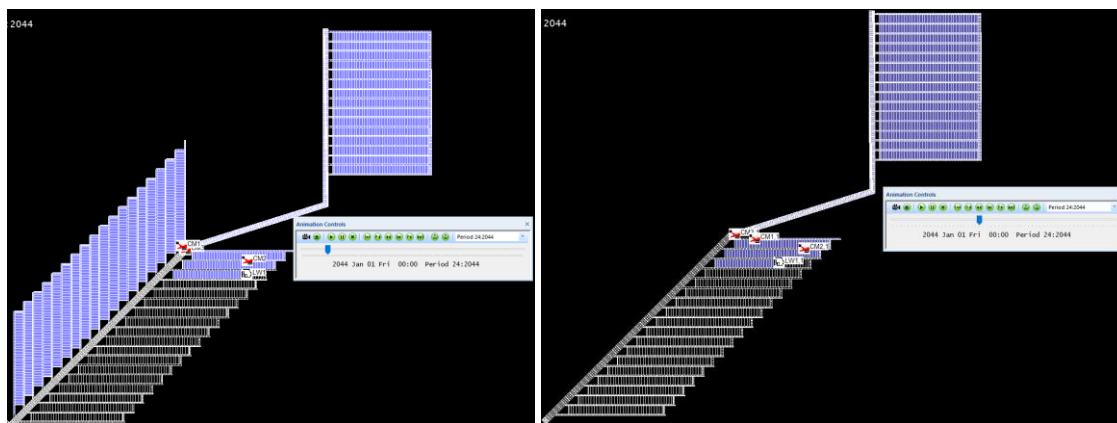 2044
CM1
CM2
LW1
Animation Controls
Period 24:2044
2044 Jan 01 Fri 00:00 Period 24:2044
2044
CM1
CM2.1
LW1
Animation Controls
Period 24:2044
2044 Jan 01 Fri 00:00 Period 24:2044